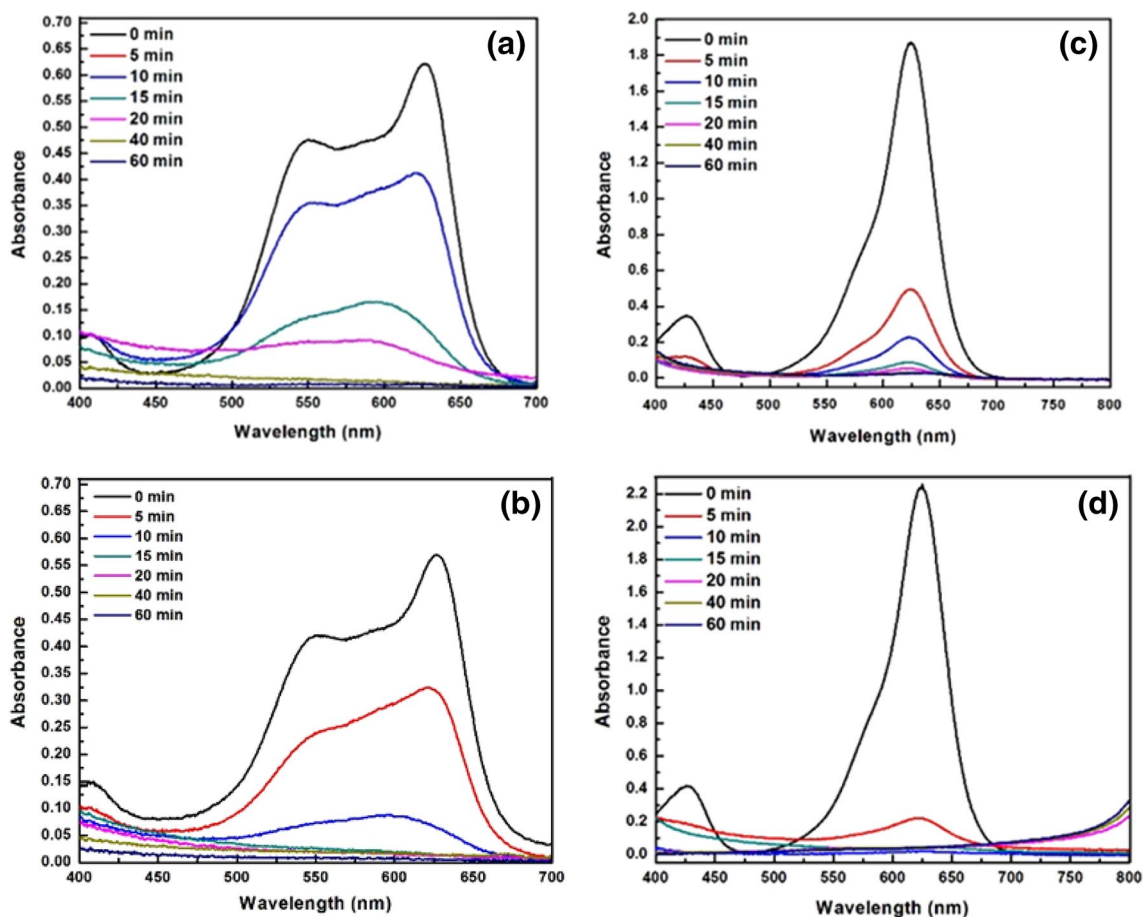 (a)
0 min
5 min
10 min
15 min
20 min
40 min
60 min
0.70
0.65
0.60
0.55
0.50
0.45
0.40
0.35
0.30
0.25
0.20
0.15
0.10
0.05
0.00
Absorbance
400 450 500 550 600 650 700
Wavelength (nm)
(c)
0 min
5 min
10 min
15 min
20 min
40 min
60 min
2.0
1.8
1.6
1.4
1.2
1.0
0.8
0.6
0.4
0.2
0.0
Absorbance
400 450 500 550 600 650 700 750 800
Wavelength (nm)
(b)
0 min
5 min
10 min
15 min
20 min
40 min
60 min
0.70
0.65
0.60
0.55
0.50
0.45
0.40
0.35
0.30
0.25
0.20
0.15
0.10
0.05
0.00
Absorbance
400 450 500 550 600 650 700
Wavelength (nm)
(d)
0 min
5 min
10 min
15 min
20 min
40 min
60 min
2.2
2.0
1.8
1.6
1.4
1.2
1.0
0.8
0.6
0.4
0.2
0.0
Absorbance
400 450 500 550 600 650 700 750 800
Wavelength (nm)